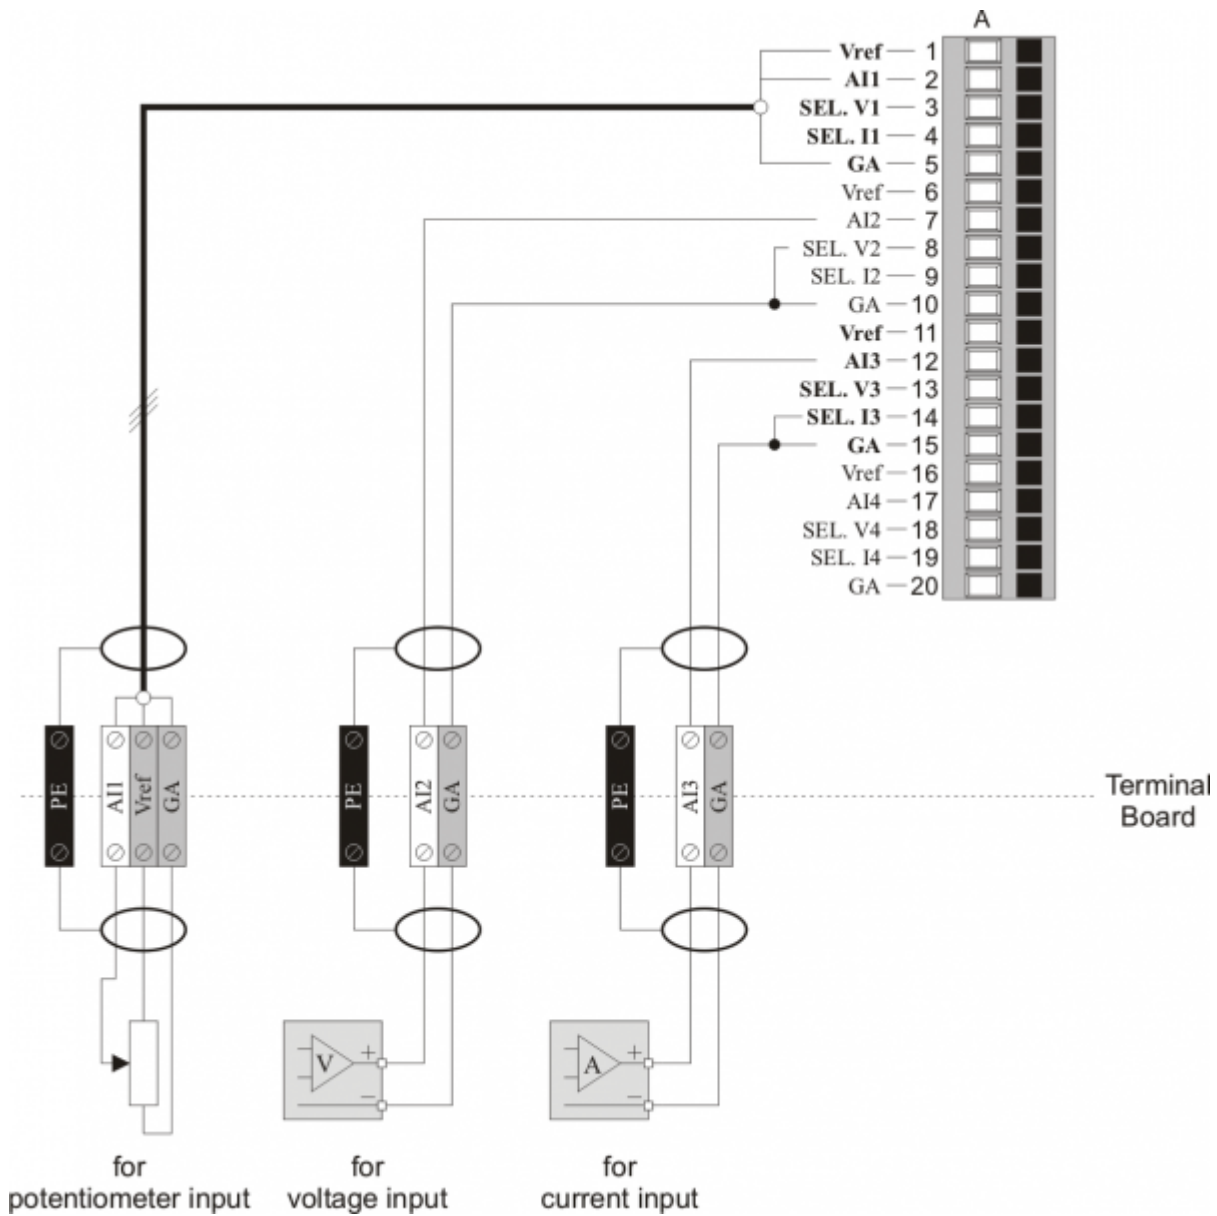 A
Vref 1
AI1 2
SEL. V1 3
SEL. I1 4
GA 5
Vref 6
AI2 7
SEL. V2 8
SEL. I2 9
GA 10
Vref 11
AI3 12
SEL. V3 13
SEL. I3 14
GA 15
Vref 16
AI4 17
SEL. V4 18
SEL. I4 19
GA 20
PE
AI1
Vref
GA
PE
AI2
GA
PE
AI3
GA
Terminal
Board
V + −
A + −
for
potentiometer input
for
voltage input
for
current input